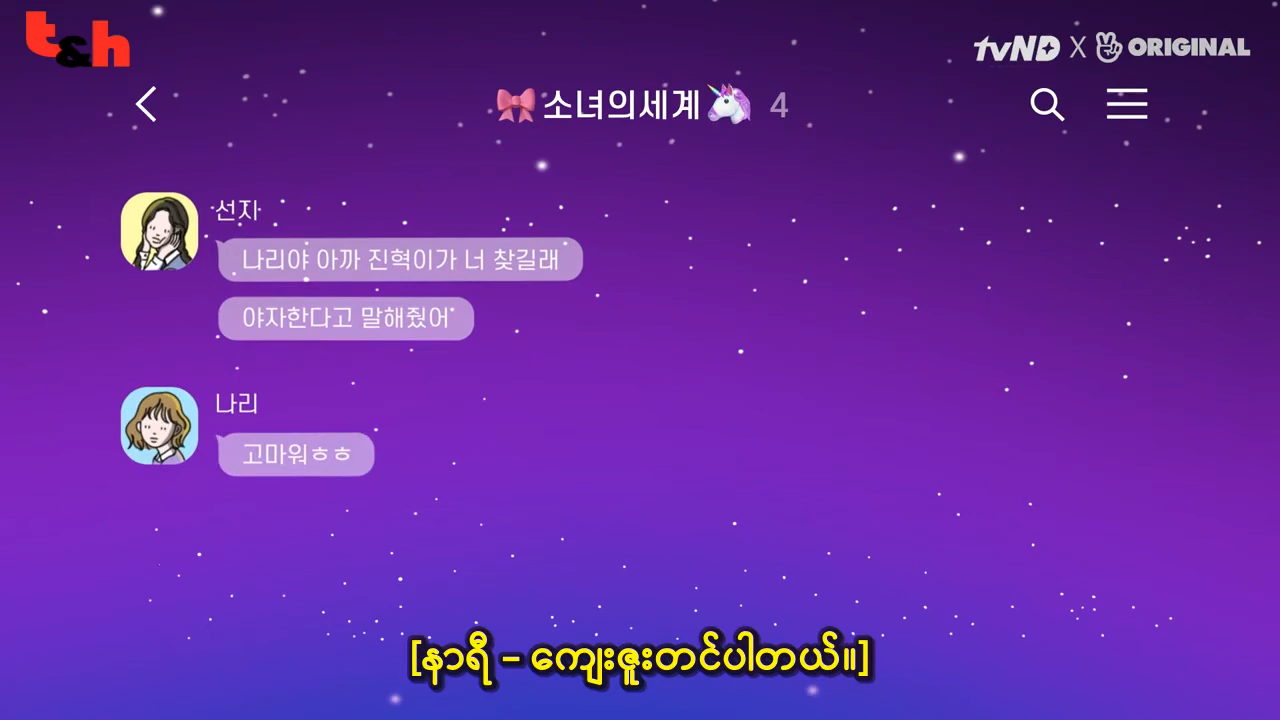 t&h
tvND X ORIGINAL
소녀의세계 4
선지
나리야 아까 진혁이가 너 찾길래
야자한다고 말해줬어
나리
고마워ㅎㅎ
[နာရီ – ကျေးဇူးတင်ပါတယ်။]